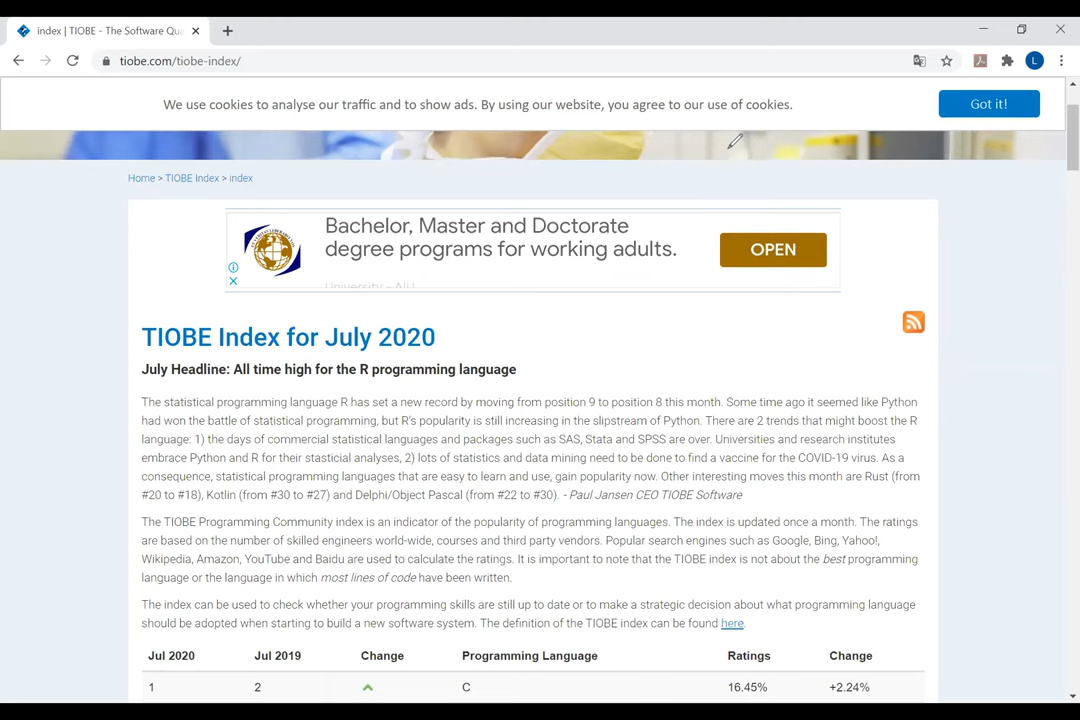 index | TIOBE - The Software Qua
tiobe.com/tiobe-index/
L
We use cookies to analyse our traffic and to show ads. By using our website, you agree to our use of cookies.
Got it!
Home > TIOBE Index > index
Bachelor, Master and Doctorate
degree programs for working adults.
OPEN
TIOBE Index for July 2020
July Headline: All time high for the R programming language
The statistical programming language R has set a new record by moving from position 9 to position 8 this month. Some time ago it seemed like Python
had won the battle of statistical programming, but R's popularity is still increasing in the slipstream of Python. There are 2 trends that might boost the R
language: 1) the days of commercial statistical languages and packages such as SAS, Stata and SPSS are over. Universities and research institutes
embrace Python and R for their stasticial analyses, 2) lots of statistics and data mining need to be done to find a vaccine for the COVID-19 virus. As a
consequence, statistical programming languages that are easy to learn and use, gain popularity now. Other interesting moves this month are Rust (from
#20 to #18), Kotlin (from #30 to #27) and Delphi/Object Pascal (from #22 to #30). - Paul Jansen CEO TIOBE Software
The TIOBE Programming Community index is an indicator of the popularity of programming languages. The index is updated once a month. The ratings
are based on the number of skilled engineers world-wide, courses and third party vendors. Popular search engines such as Google, Bing, Yahoo!,
Wikipedia, Amazon, YouTube and Baidu are used to calculate the ratings. It is important to note that the TIOBE index is not about the best programming
language or the language in which most lines of code have been written.
The index can be used to check whether your programming skills are still up to date or to make a strategic decision about what programming language
should be adopted when starting to build a new software system. The definition of the TIOBE index can be found here.
Jul 2020 Jul 2019 Change Programming Language Ratings Change
1 2 C 16.45% +2.24%